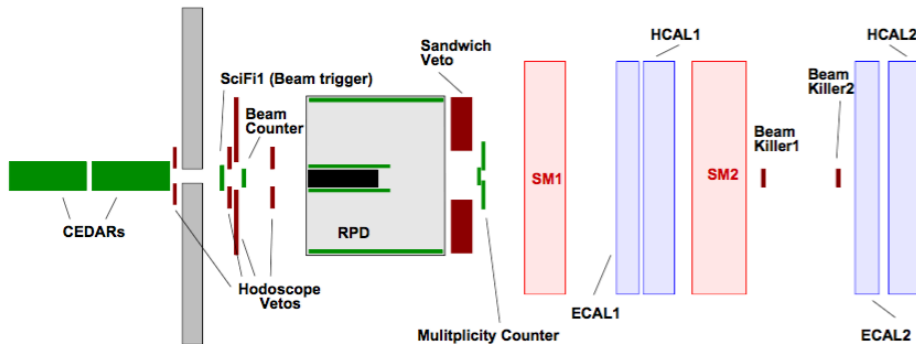 HCAL1
HCAL2
Sandwich
Veto
SciFi1 (Beam trigger)
Beam
Counter
Beam
Killer2
Beam
Killer1
SM1
SM2
CEDARs
RPD
Hodoscope
Vetos
ECAL1
Mulitplicity Counter
ECAL2